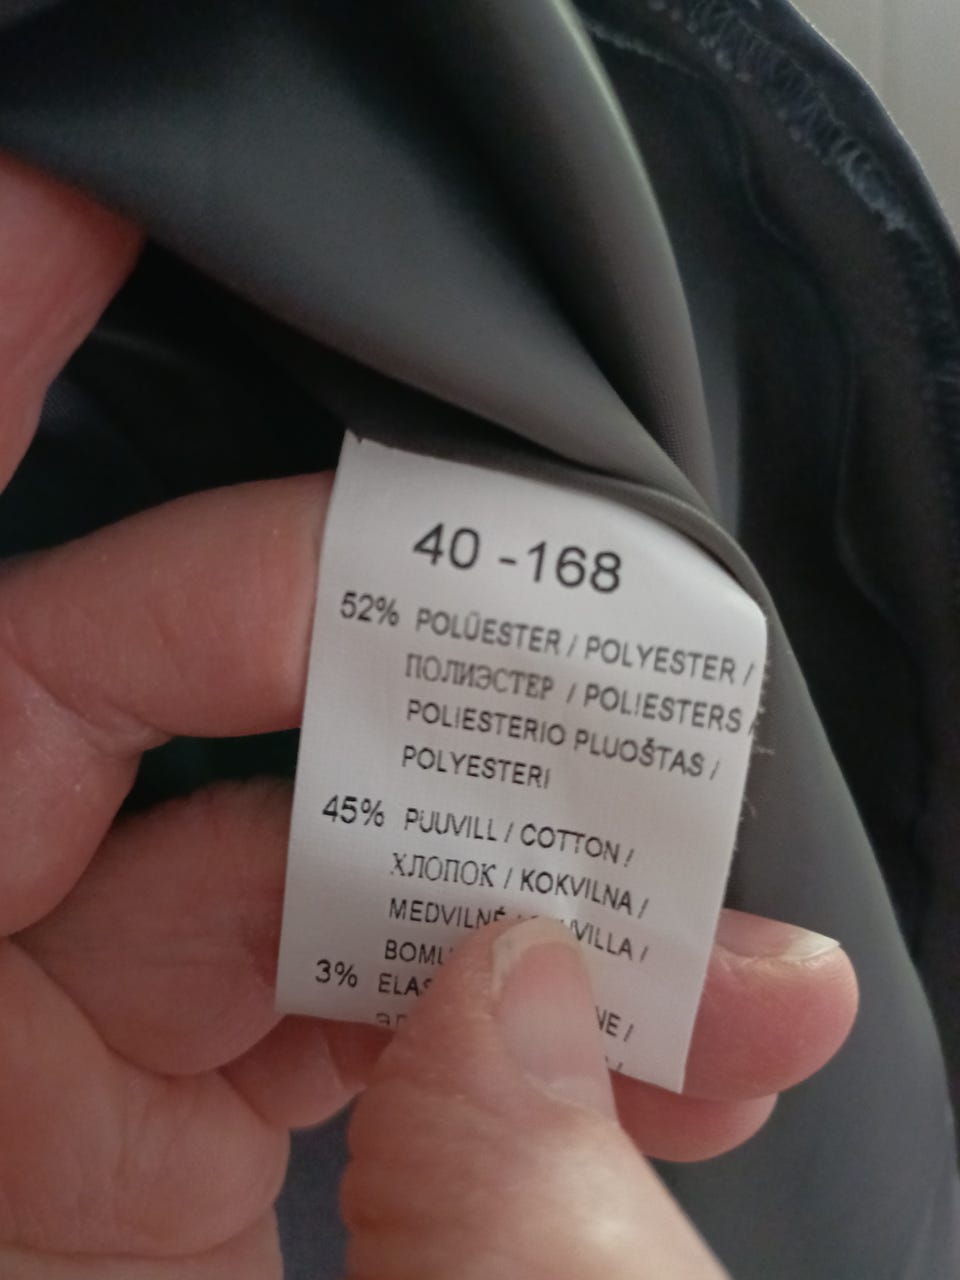 40 -168
52% POLÜESTER / POLYESTER /
ПОЛИЭСТЕР / POLIESTERS /
POLIESTERIO PLUOŠTAS /
POLYESTERI
45% PUUVILL / COTTON /
ХЛОПОК / KOKVILNA /
MEDVILNĖ /
3%